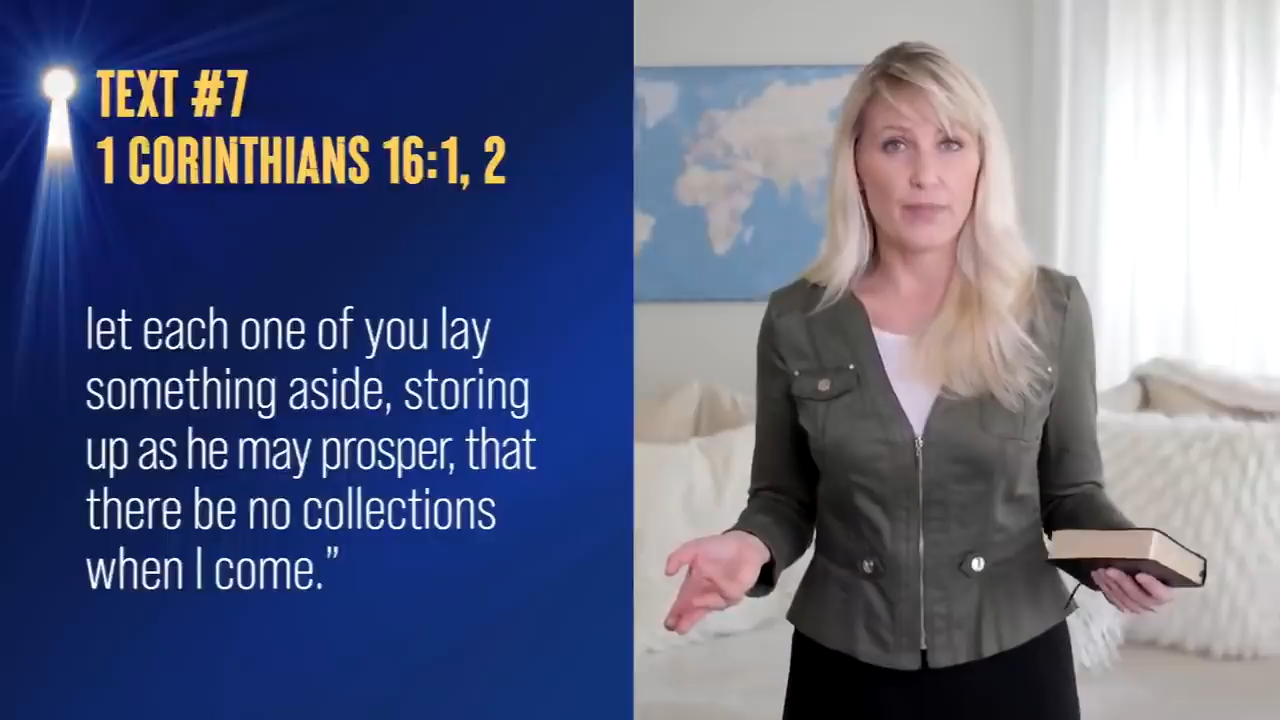 TEXT #7
1 CORINTHIANS 16:1, 2
let each one of you lay
something aside, storing
up as he may prosper, that
there be no collections
when I come.”